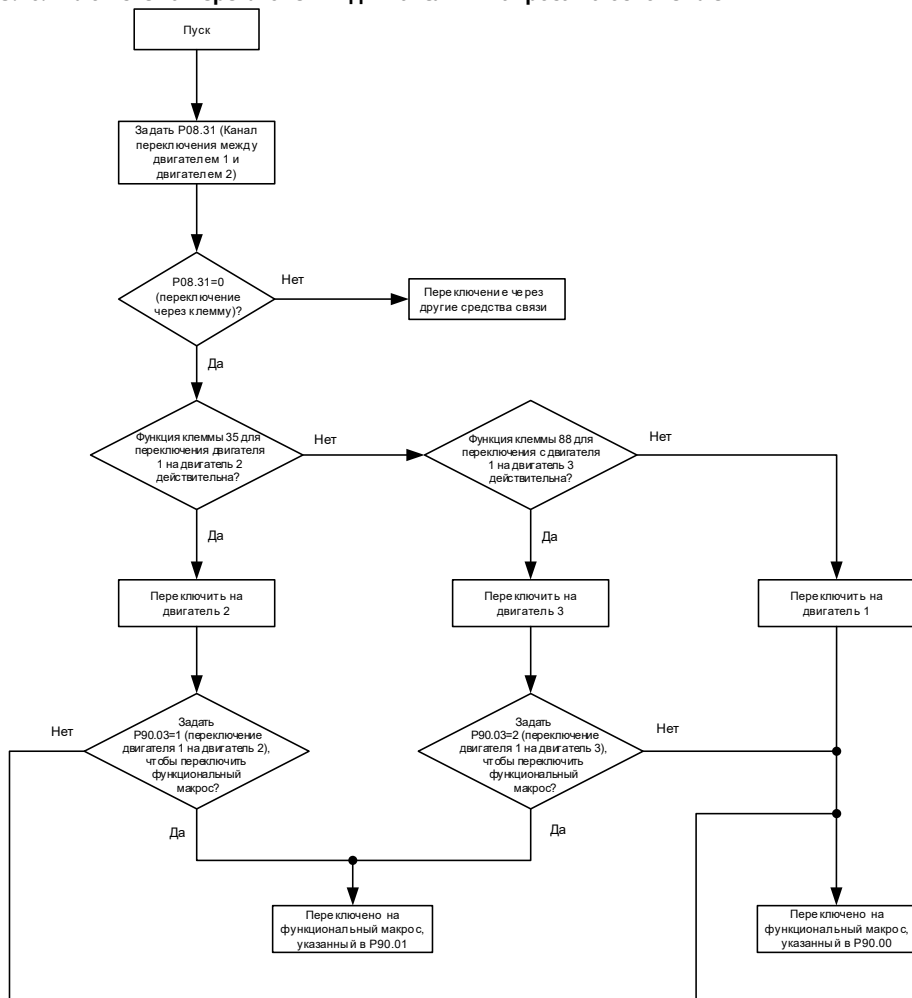 Пуск
Задать P08.31 (Канал
переключения между
двигателем 1 и
двигателем 2)
P08.31=0
(переключение
через клемму)?
Нет
Переключение через
другие средства связи
Да
Функция клеммы 35 для
переключения двигателя
1 на двигатель 2
действительна?
Нет
Функция клеммы 88 для
переключения с двигателя
1 на двигатель 3
действительна?
Нет
Да
Да
Переключить на
двигатель 2
Переключить на
двигатель 3
Переключить на
двигатель 1
Нет
Задать
P90.03=1 (переключение
двигателя 1 на двигатель 2),
чтобы переключить
функциональный
макрос?
Задать
P90.03=2 (переключение
двигателя 1 на двигатель 3),
чтобы переключить
функциональный
макрос?
Нет
Да
Да
Переключено на
функциональный макрос,
указанный в P90.01
Переключено на
функциональный макрос,
указанный в P90.00